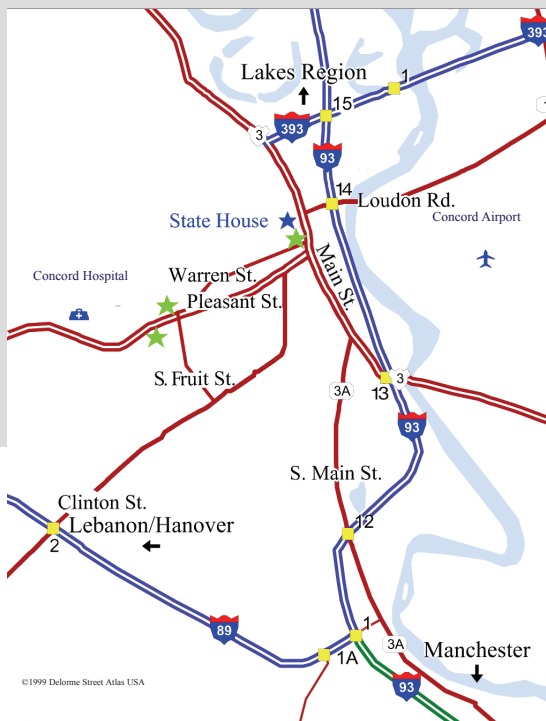 393
Lakes Region
1
15
3
393
93
14
Loudon Rd.
State House
Concord Airport
Main St.
Concord Hospital
Warren St.
Pleasant St.
S. Fruit St.
3A
13
3
93
S. Main St.
Clinton St.
12
Lebanon/Hanover
2
89
1
1A
3A
Manchester
93
©1999 Delorme Street Atlas USA